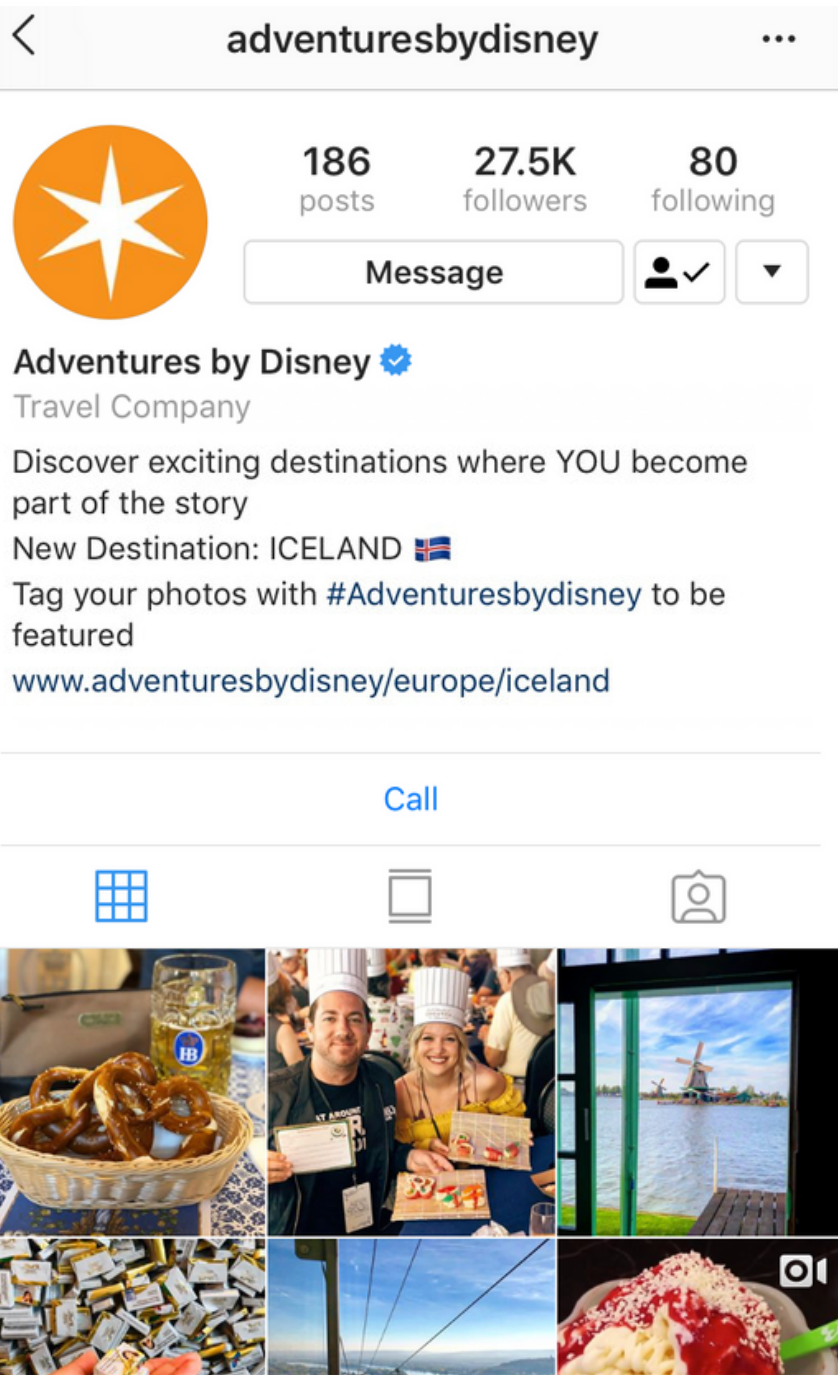 adventuresbydisney
186 27.5K 80
posts followers following
Message
Adventures by Disney
Travel Company
Discover exciting destinations where YOU become
part of the story
New Destination: ICELAND 🇮🇸
Tag your photos with #Adventuresbydisney to be
featured
www.adventuresbydisney/europe/iceland
Call
HB
AT AROUND